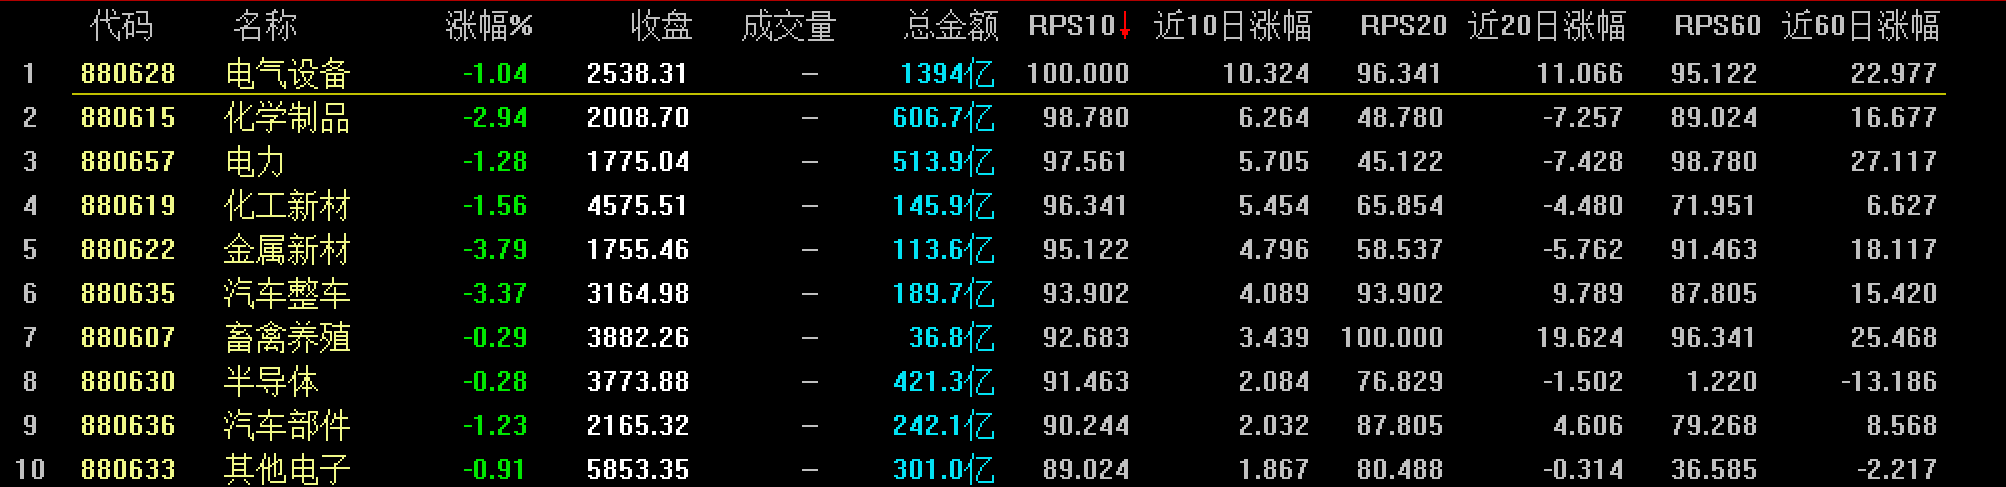 代码 名称 涨幅% 收盘 成交量 总金额 RPS10↓ 近10日涨幅 RPS20 近20日涨幅 RPS60 近60日涨幅
1 880628 电气设备 -1.04 2538.31 — 1394亿 100.000 10.324 96.341 11.066 95.122 22.977
2 880615 化学制品 -2.94 2008.70 — 606.7亿 98.780 6.264 48.780 -7.257 89.024 16.677
3 880657 电力 -1.28 1775.04 — 513.9亿 97.561 5.705 45.122 -7.428 98.780 27.117
4 880619 化工新材 -1.56 4575.51 — 145.9亿 96.341 5.454 65.854 -4.480 71.951 6.627
5 880622 金属新材 -3.79 1755.46 — 113.6亿 95.122 4.796 58.537 -5.762 91.463 18.117
6 880635 汽车整车 -3.37 3164.98 — 189.7亿 93.902 4.089 93.902 9.789 87.805 15.420
7 880607 畜禽养殖 -0.29 3882.26 — 36.8亿 92.683 3.439 100.000 19.624 96.341 25.468
8 880630 半导体 -0.28 3773.88 — 421.3亿 91.463 2.084 76.829 -1.502 1.220 -13.186
9 880636 汽车部件 -1.23 2165.32 — 242.1亿 90.244 2.032 87.805 4.606 79.268 8.568
10 880633 其他电子 -0.91 5853.35 — 301.0亿 89.024 1.867 80.488 -0.314 36.585 -2.217